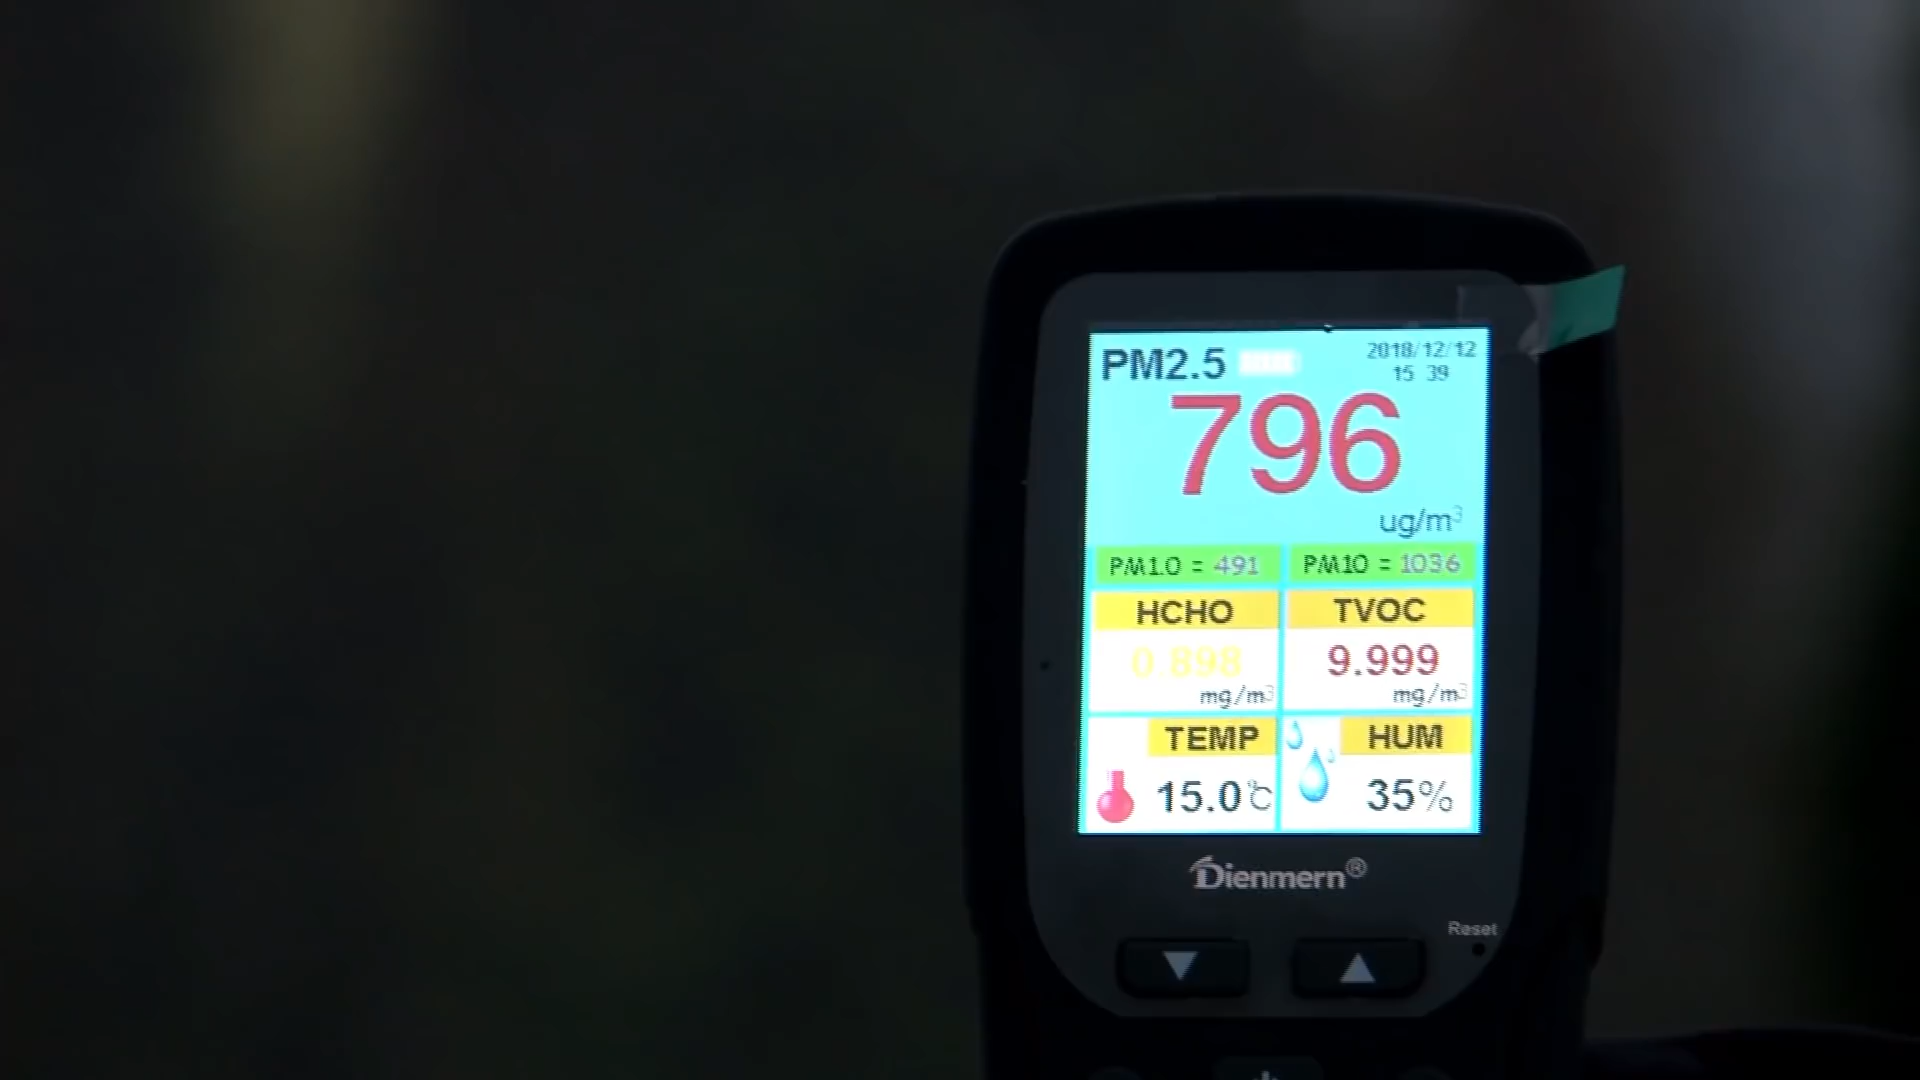 PM2.5 2018/12/12
15 39
796
ug/m³
PM1.0 = 491 PM10 = 1036
HCHO TVOC
0.898 9.999
mg/m³ mg/m³
TEMP HUM
15.0℃ 35%
Dienmern®
Reset